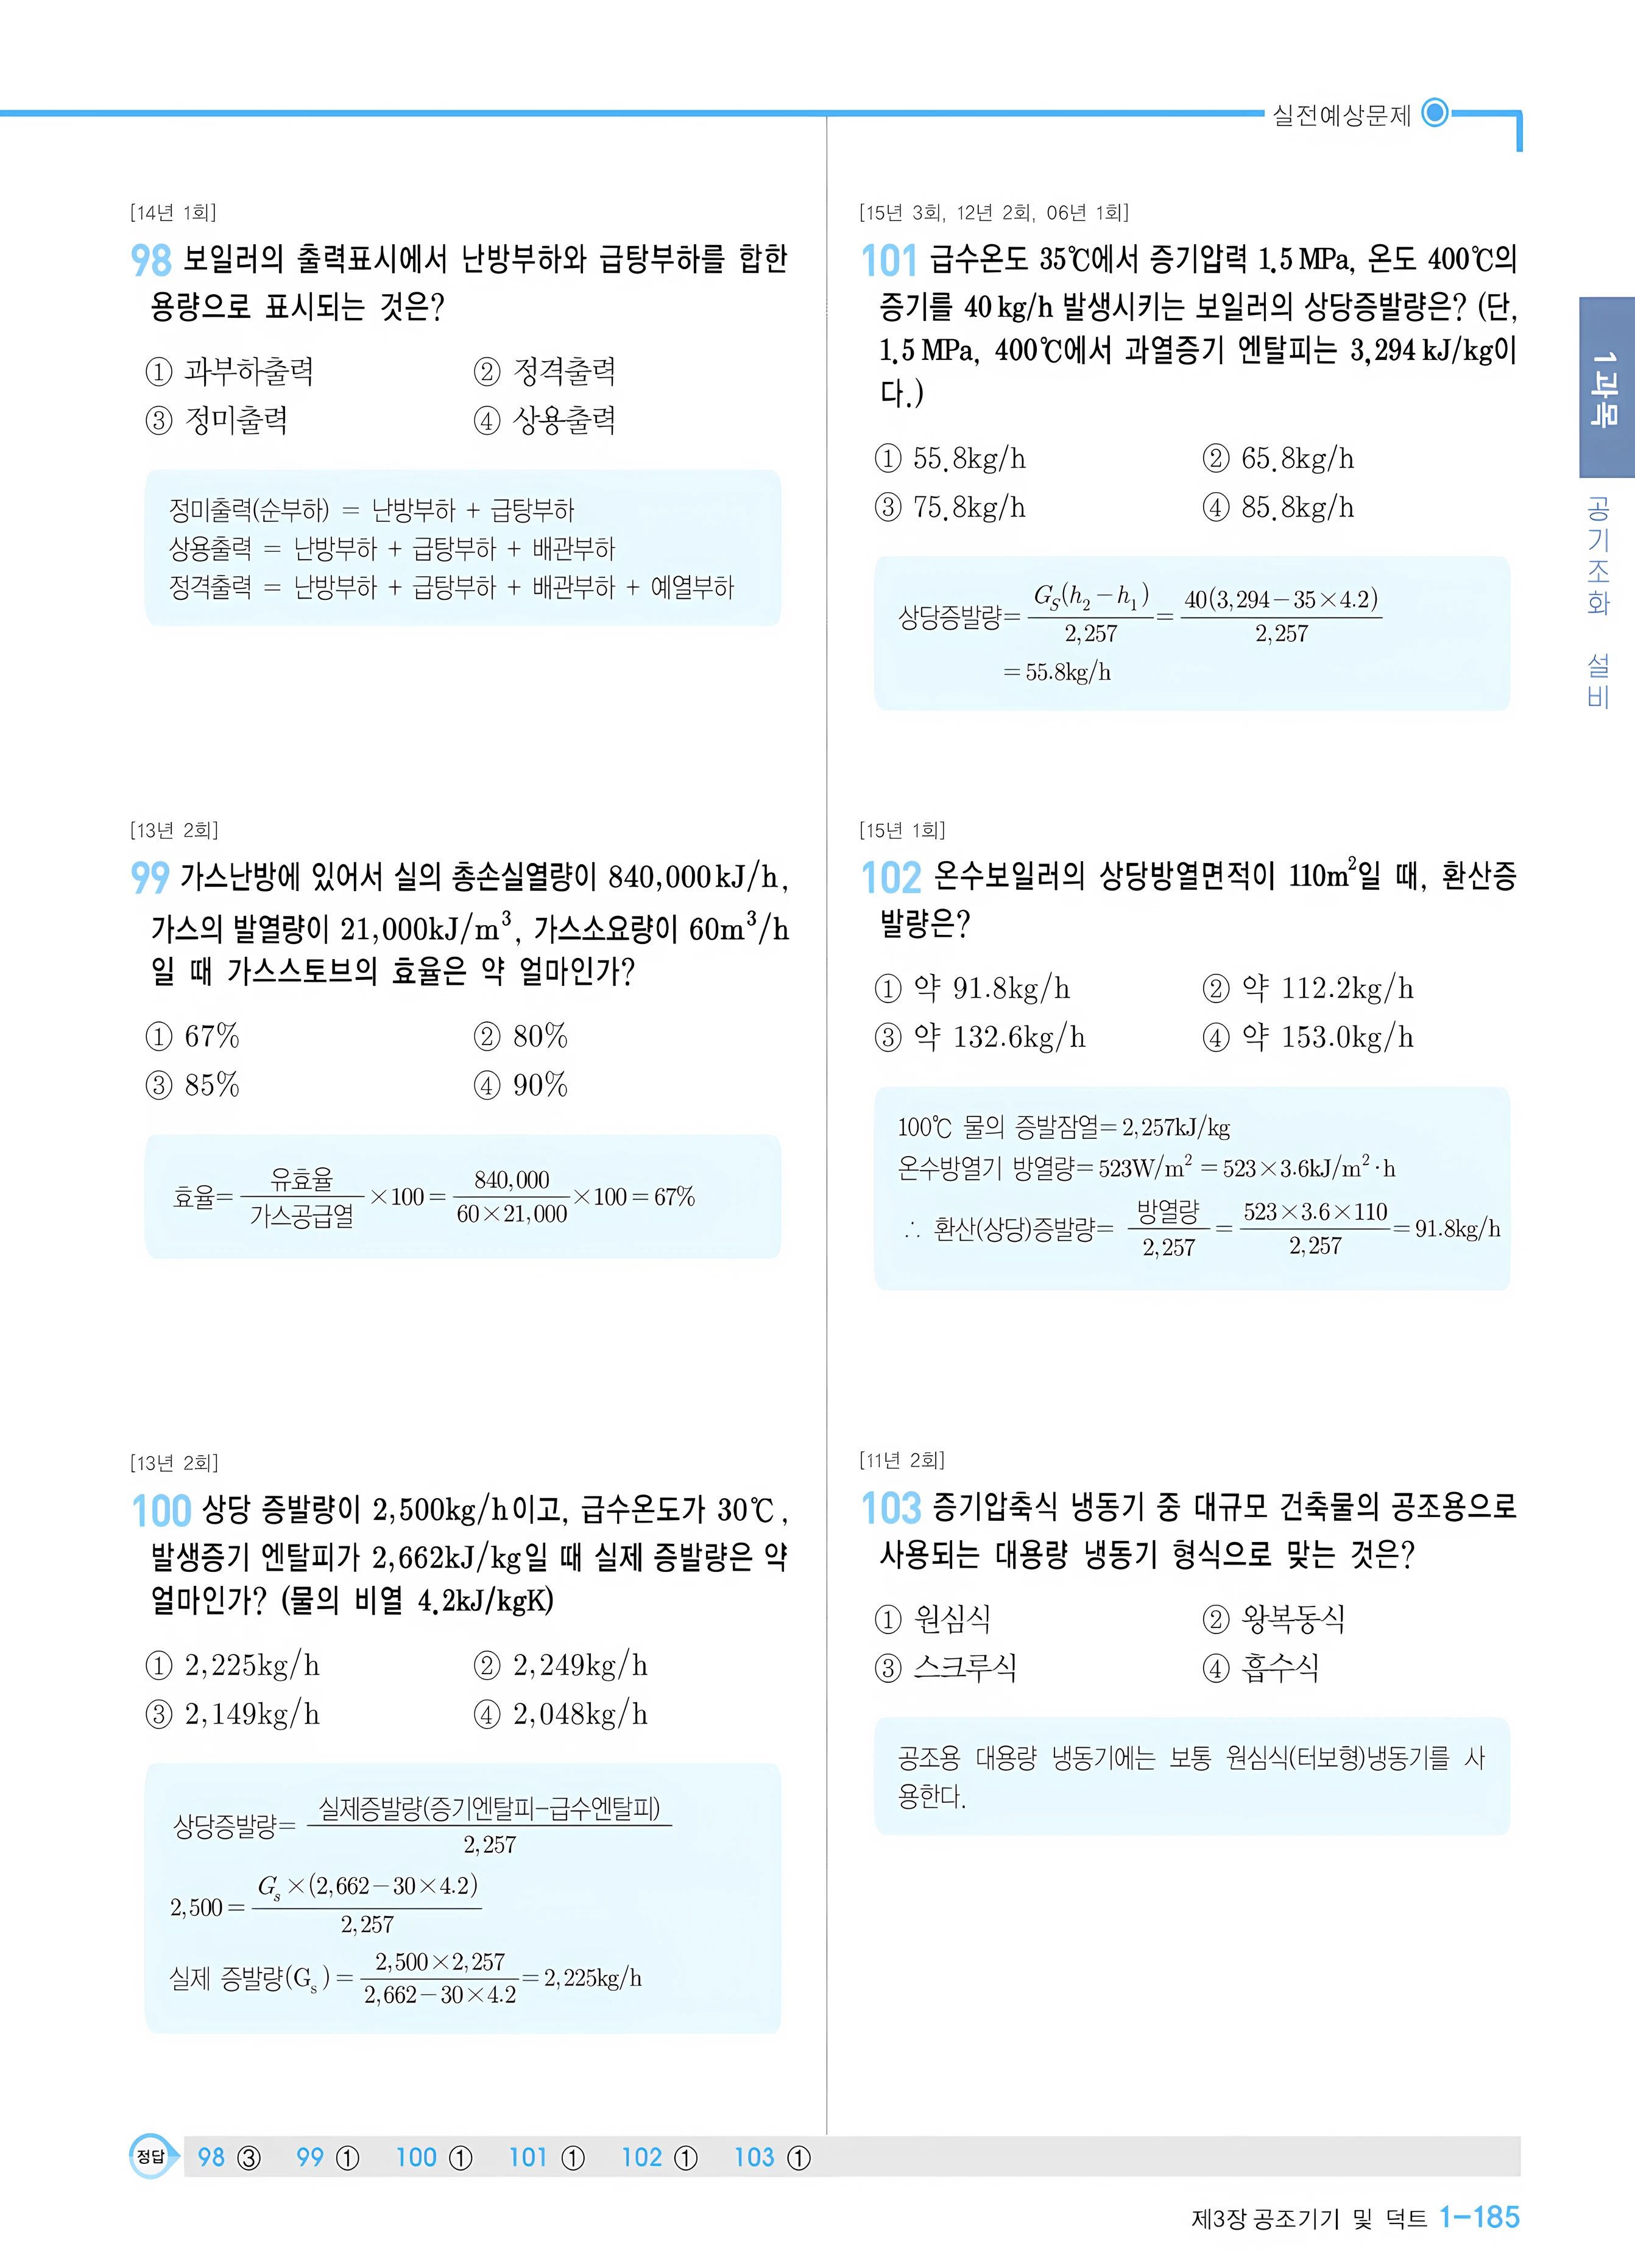 실전예상문제
[14년 1회]
98 보일러의 출력표시에서 난방부하와 급탕부하를 합한
용량으로 표시되는 것은?
① 과부하출력 ② 정격출력
③ 정미출력 ④ 상용출력
정미출력(순부하) = 난방부하 + 급탕부하
상용출력 = 난방부하 + 급탕부하 + 배관부하
정격출력 = 난방부하 + 급탕부하 + 배관부하 + 예열부하
[13년 2회]
99 가스난방에 있어서 실의 총손실열량이 840,000kJ/h,
가스의 발열량이 21,000kJ/m³, 가스소요량이 60m³/h
일 때 가스스토브의 효율은 약 얼마인가?
① 67% ② 80%
③ 85% ④ 90%
효율= 유효율/가스공급열 ×100 = 840,000/60×21,000 ×100 = 67%
[13년 2회]
100 상당 증발량이 2,500kg/h이고, 급수온도가 30℃,
발생증기 엔탈피가 2,662kJ/kg일 때 실제 증발량은 약
얼마인가? (물의 비열 4.2kJ/kgK)
① 2,225kg/h ② 2,249kg/h
③ 2,149kg/h ④ 2,048kg/h
상당증발량= 실제증발량(증기엔탈피-급수엔탈피)/2,257
2,500 = Gs×(2,662-30×4.2)/2,257
실제 증발량(Gs) = 2,500×2,257/2,662-30×4.2 = 2,225kg/h
[15년 3회, 12년 2회, 06년 1회]
101 급수온도 35℃에서 증기압력 1.5MPa, 온도 400℃의
증기를 40kg/h 발생시키는 보일러의 상당증발량은? (단,
1.5MPa, 400℃에서 과열증기 엔탈피는 3,294kJ/kg이
다.)
① 55.8kg/h ② 65.8kg/h
③ 75.8kg/h ④ 85.8kg/h
상당증발량= GS(h2-h1)/2,257 = 40(3,294-35×4.2)/2,257
= 55.8kg/h
[15년 1회]
102 온수보일러의 상당방열면적이 110m²일 때, 환산증
발량은?
① 약 91.8kg/h ② 약 112.2kg/h
③ 약 132.6kg/h ④ 약 153.0kg/h
100℃ 물의 증발잠열= 2,257kJ/kg
온수방열기 방열량= 523W/m² = 523×3.6kJ/m²·h
∴ 환산(상당)증발량= 방열량/2,257 = 523×3.6×110/2,257 = 91.8kg/h
[11년 2회]
103 증기압축식 냉동기 중 대규모 건축물의 공조용으로
사용되는 대용량 냉동기 형식으로 맞는 것은?
① 원심식 ② 왕복동식
③ 스크루식 ④ 흡수식
공조용 대용량 냉동기에는 보통 원심식(터보형)냉동기를 사
용한다.
1과목
공기조화 설비
정답 98 ③ 99 ① 100 ① 101 ① 102 ① 103 ①
제3장 공조기기 및 덕트 1-185